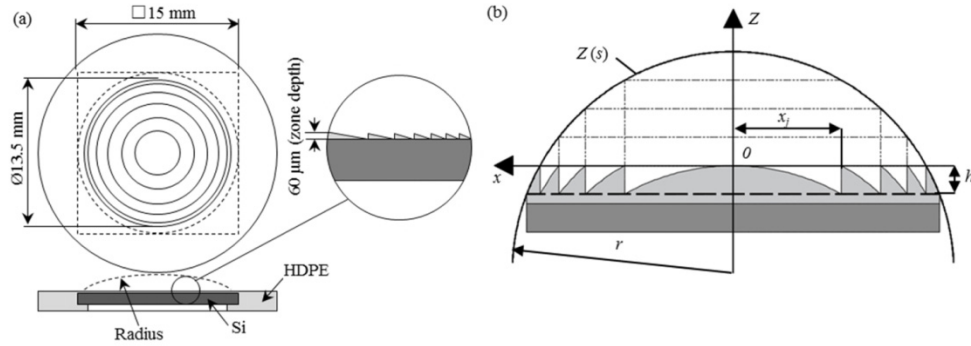 (a)
□ 15 mm
Ø13.5 mm
60 μm (zone depth)
HDPE
Si
Radius
(b)
Z
Z(s)
x_j
0
x
h
r